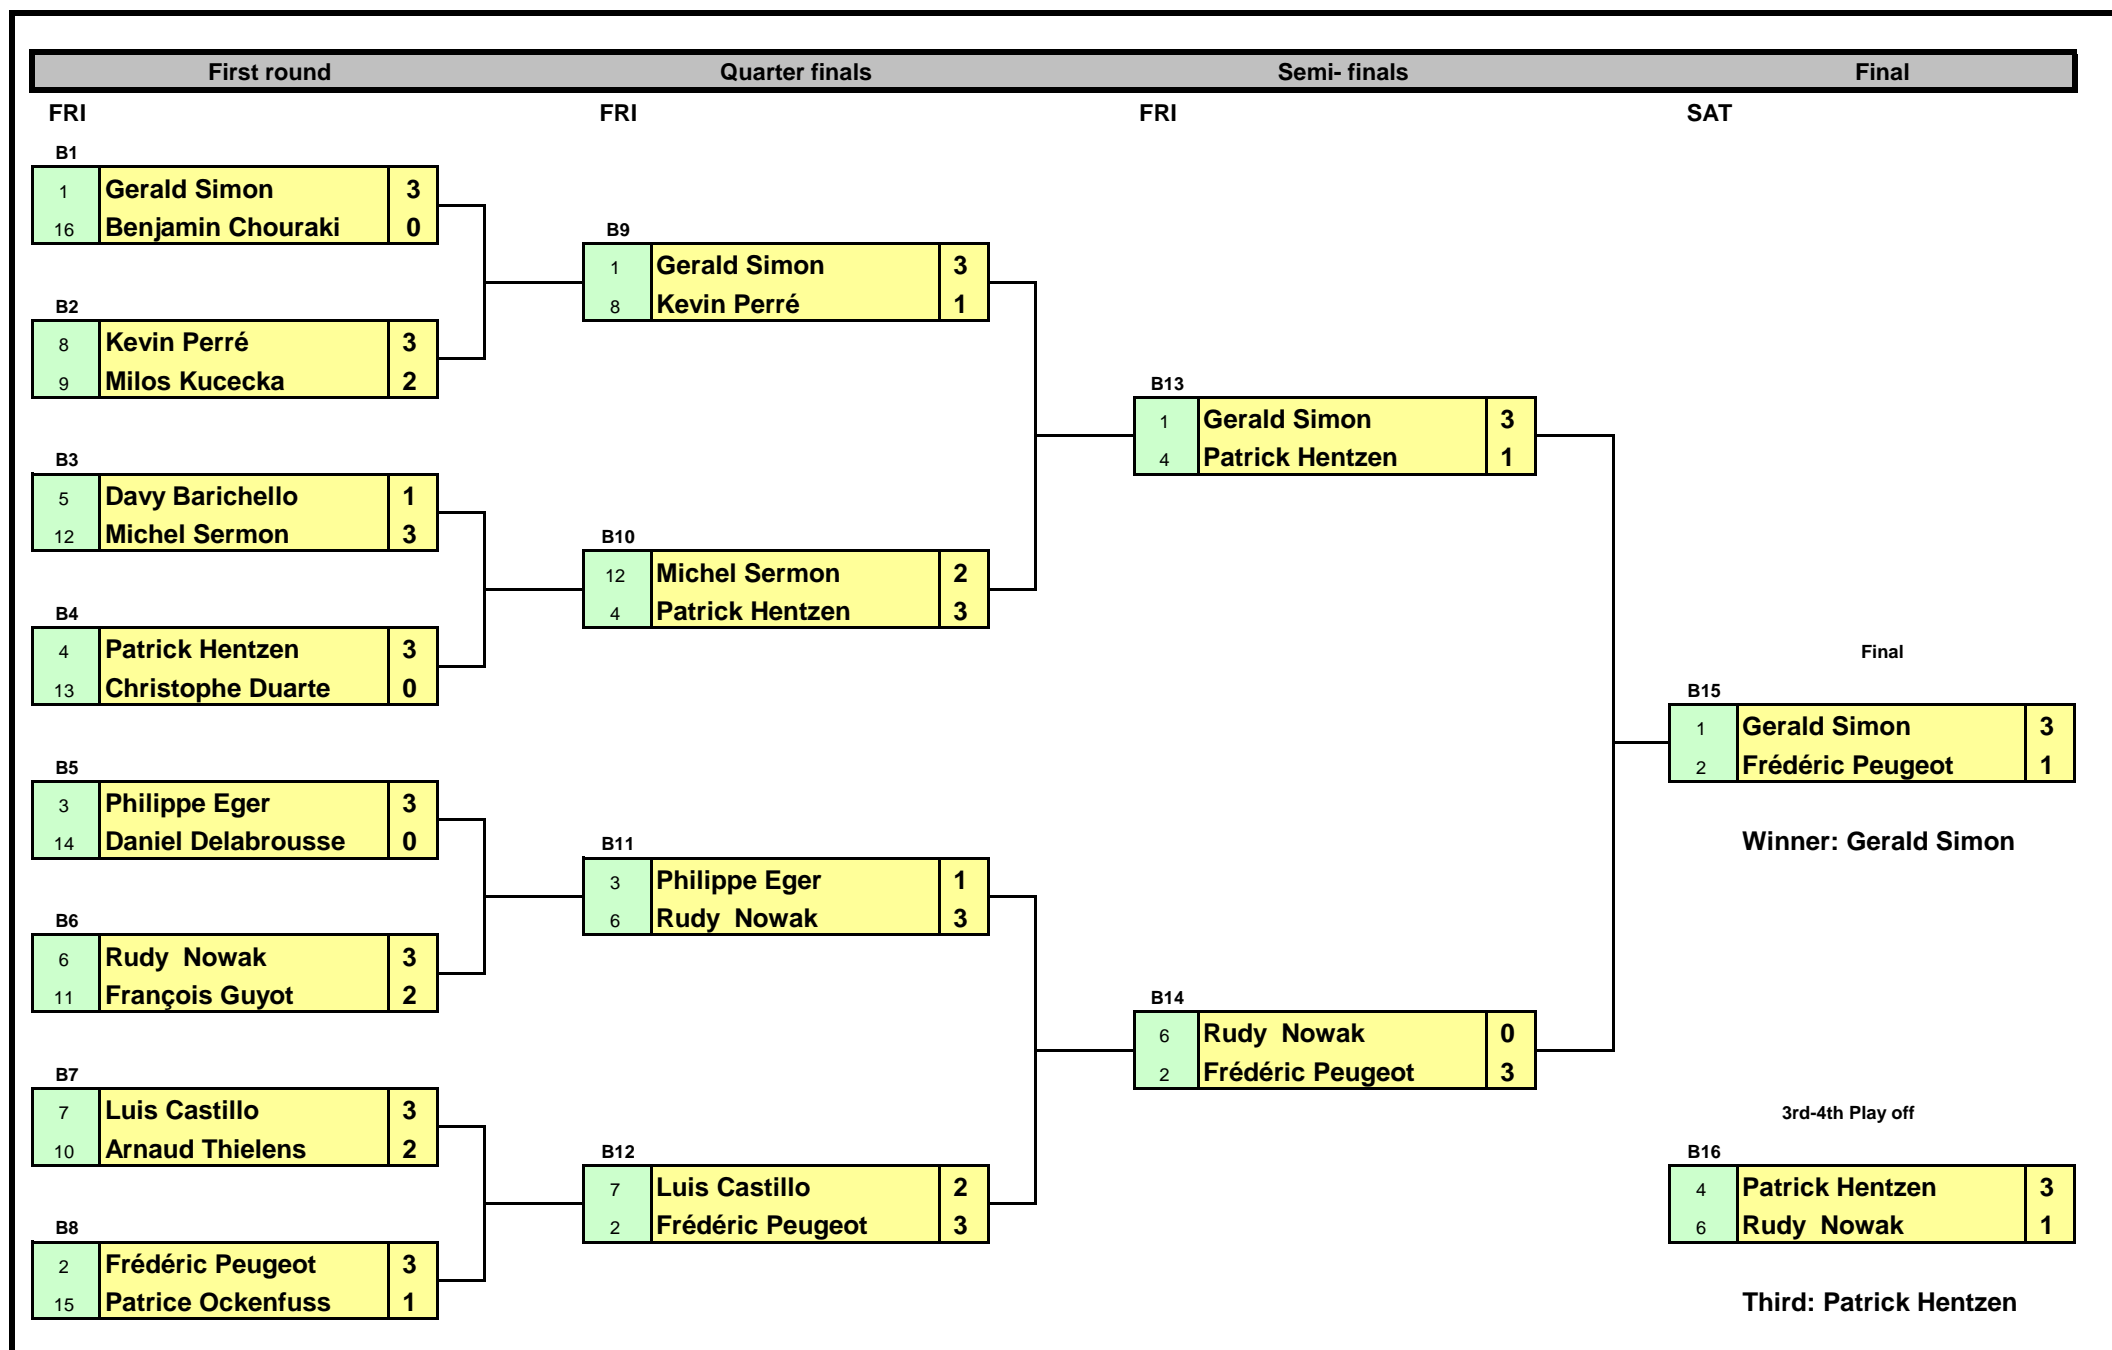 First round Quarter finals Semi- finals Final
FRI FRI FRI SAT
B1
1 Gerald Simon 3
16 Benjamin Chouraki 0
B2
8 Kevin Perré 3
9 Milos Kucecka 2
B3
5 Davy Barichello 1
12 Michel Sermon 3
B4
4 Patrick Hentzen 3
13 Christophe Duarte 0
B5
3 Philippe Eger 3
14 Daniel Delabrousse 0
B6
6 Rudy  Nowak 3
11 François Guyot 2
B7
7 Luis Castillo 3
10 Arnaud Thielens 2
B8
2 Frédéric Peugeot 3
15 Patrice Ockenfuss 1
B9
1 Gerald Simon 3
8 Kevin Perré 1
B10
12 Michel Sermon 2
4 Patrick Hentzen 3
B11
3 Philippe Eger 1
6 Rudy  Nowak 3
B12
7 Luis Castillo 2
2 Frédéric Peugeot 3
B13
1 Gerald Simon 3
4 Patrick Hentzen 1
B14
6 Rudy  Nowak 0
2 Frédéric Peugeot 3
Final
B15
1 Gerald Simon 3
2 Frédéric Peugeot 1
Winner: Gerald Simon
3rd-4th Play off
B16
4 Patrick Hentzen 3
6 Rudy  Nowak 1
Third: Patrick Hentzen